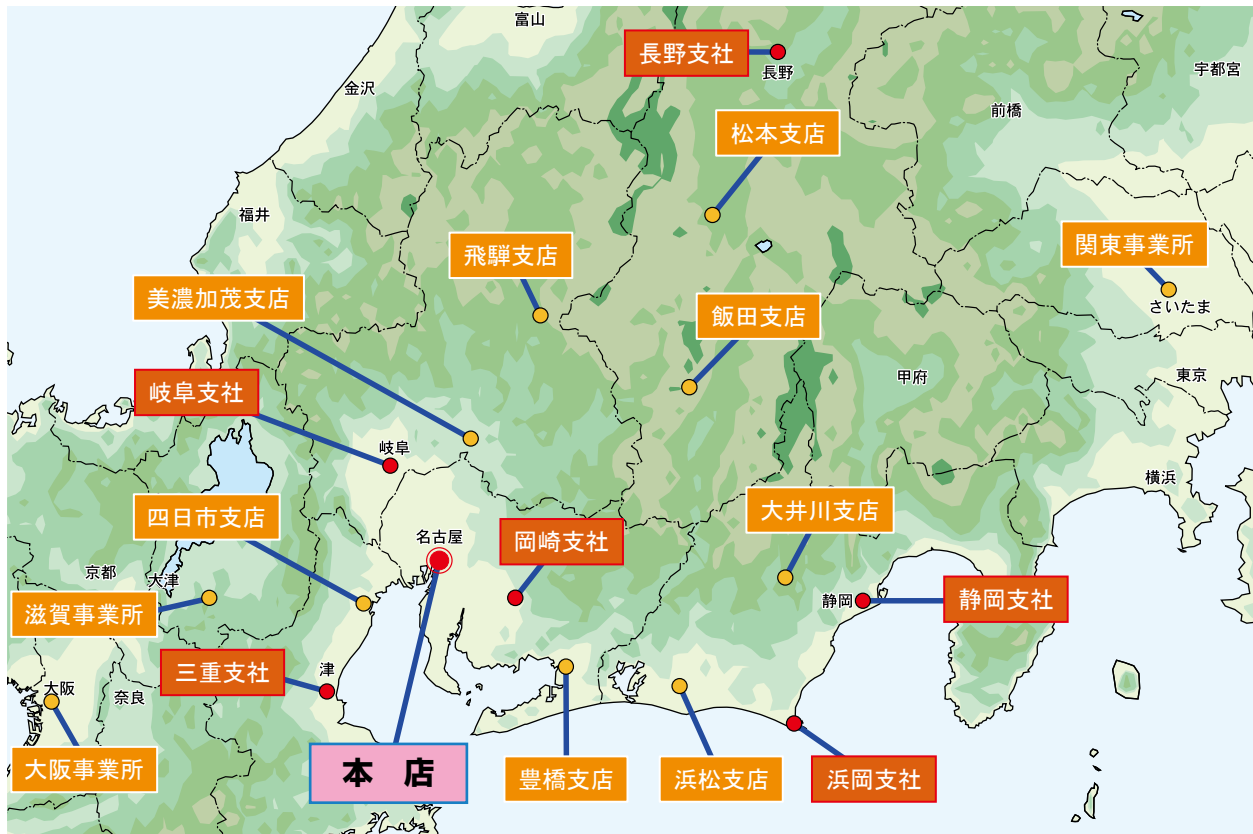 富山
長野支社
長野
宇都宮
金沢
前橋
松本支店
福井
関東事業所
飛騨支店
美濃加茂支店
さいたま
飯田支店
東京
甲府
岐阜支社
岐阜
横浜
四日市支店
大井川支店
名古屋
岡崎支社
京都
大津
静岡
静岡支社
滋賀事業所
三重支社
津
大阪
奈良
大阪事業所
本 店
豊橋支店
浜松支店
浜岡支社